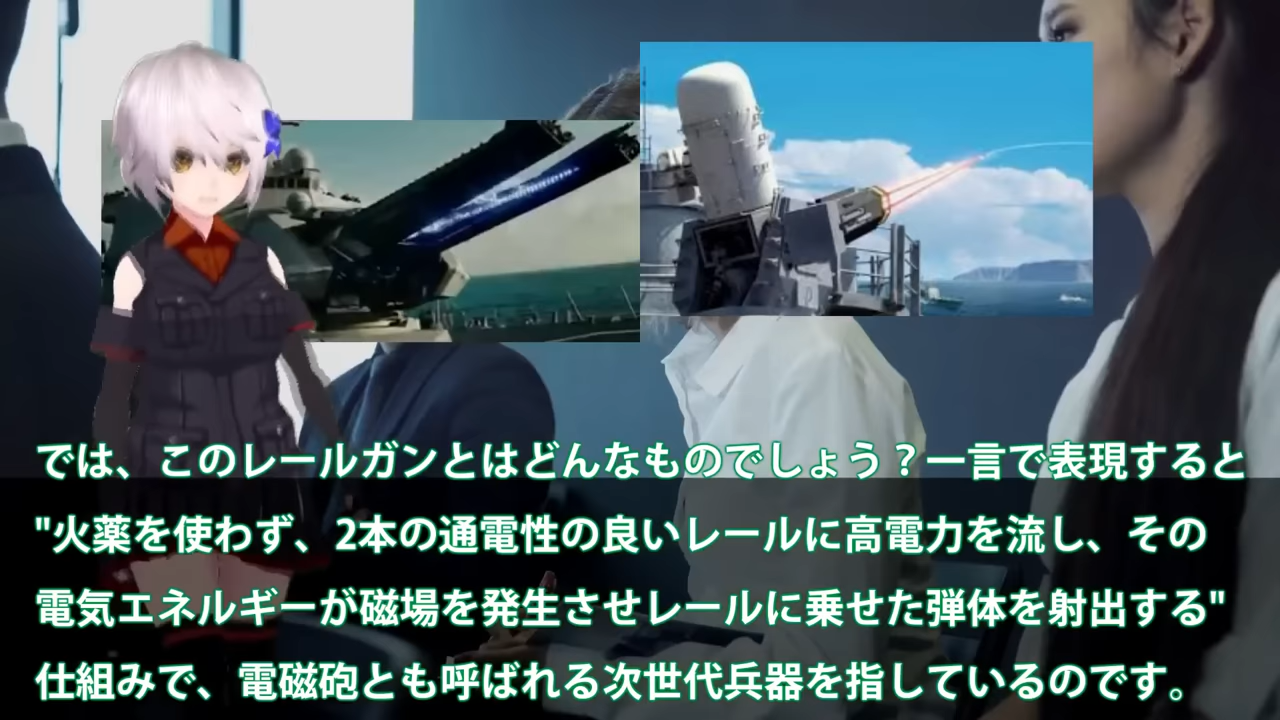 では、このレールガンとはどんなものでしょう？一言で表現すると
"火薬を使わず、2本の通電性の良いレールに高電力を流し、その
電気エネルギーが磁場を発生させレールに乗せた弾体を射出する"
仕組みで、電磁砲とも呼ばれる次世代兵器を指しているのです。